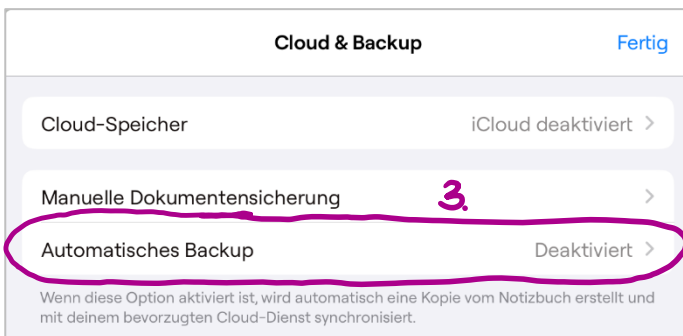 Cloud & Backup Fertig
Cloud-Speicher iCloud deaktiviert >
Manuelle Dokumentensicherung 3. >
Automatisches Backup Deaktiviert >
Wenn diese Option aktiviert ist, wird automatisch eine Kopie vom Notizbuch erstellt und
mit deinem bevorzugten Cloud-Dienst synchronisiert.